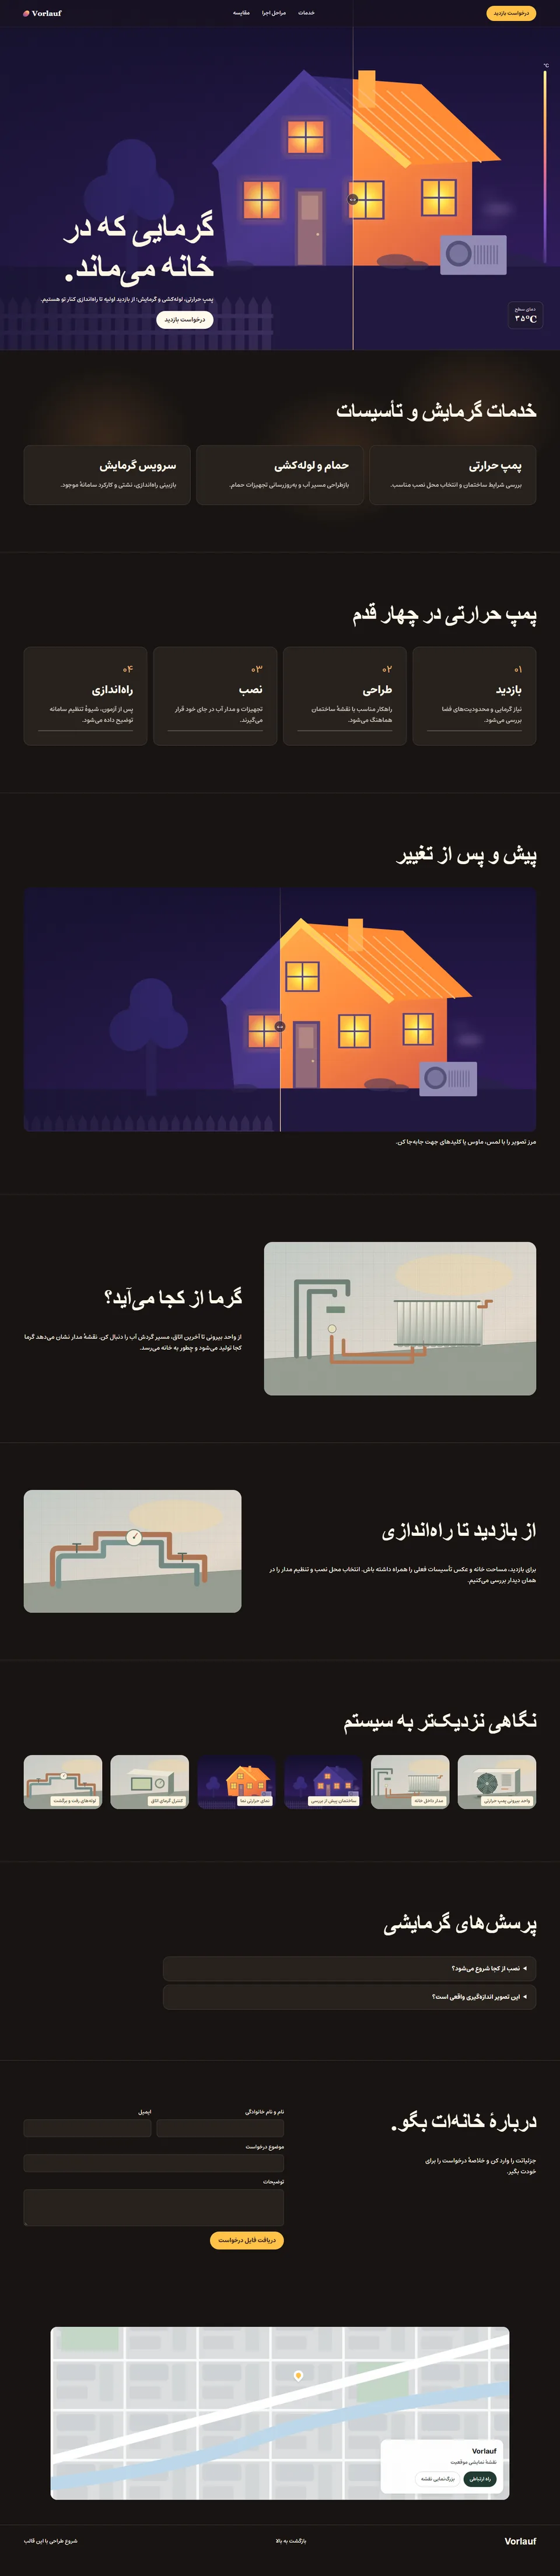 درخواست بازدید
خدمات
مراحل اجرا
مقایسه
Vorlauf
°C
گرمایی که در
خانه می‌ماند.
پمپ حرارتی، لوله‌کشی و گرمایش؛ از بازدید اولیه تا راه‌اندازی کنار تو هستیم.
درخواست بازدید
دمای سطح
۳۵°C
خدمات گرمایش و تأسیسات
پمپ حرارتی
بررسی شرایط ساختمان و انتخاب محل نصب مناسب.
حمام و لوله‌کشی
بازطراحی مسیر آب و به‌روزرسانی تجهیزات حمام.
سرویس گرمایش
بازبینی راه‌اندازی، نشتی و کارکرد سامانهٔ موجود.
پمپ حرارتی در چهار قدم
۰۱
بازدید
نیاز گرمایی و محدودیت‌های فضا
بررسی می‌شود.
۰۲
طراحی
راهکار مناسب با نقشهٔ ساختمان
هماهنگ می‌شود.
۰۳
نصب
تجهیزات و مدار آب در جای خود قرار
می‌گیرند.
۰۴
راه‌اندازی
پس از آزمون، شیوهٔ تنظیم سامانه
توضیح داده می‌شود.
پیش و پس از تغییر
مرز تصویر را با لمس، ماوس یا کلیدهای جهت جابه‌جا کن.
گرما از کجا می‌آید؟
از واحد بیرونی تا آخرین اتاق، مسیر گردش آب را دنبال کن. نقشهٔ مدار نشان می‌دهد گرما
کجا تولید می‌شود و چطور به خانه می‌رسد.
از بازدید تا راه‌اندازی
برای بازدید، مساحت خانه و عکس تأسیسات فعلی را همراه داشته باش. انتخاب محل نصب و تنظیم مدار را در
همان دیدار بررسی می‌کنیم.
نگاهی نزدیک‌تر به سیستم
واحد بیرونی پمپ حرارتی
مدار داخل خانه
ساختمان پیش از بررسی
نمای حرارتی نما
کنترل گرمای اتاق
لوله‌های رفت و برگشت
پرسش‌های گرمایشی
نصب از کجا شروع می‌شود؟
این تصویر اندازه‌گیری واقعی است؟
دربارهٔ خانه‌ات بگو.
جزئیاتت را وارد کن و خلاصهٔ درخواست را برای
خودت بگیر.
نام و نام خانوادگی
ایمیل
موضوع درخواست
توضیحات
دریافت فایل درخواست
Vorlauf
نقشهٔ نمایشی موقعیت
راه ارتباطی
بزرگ‌نمایی نقشه
Vorlauf
بازگشت به بالا
شروع طراحی با این قالب